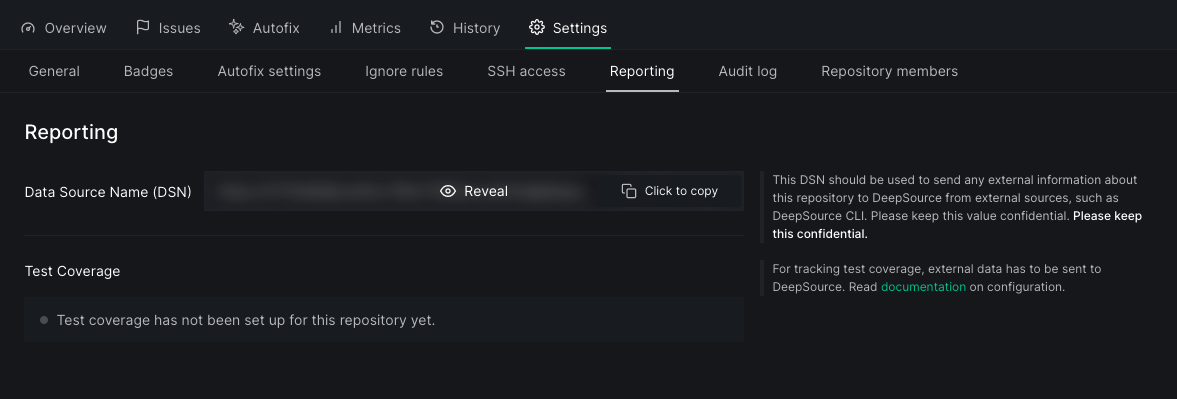 Overview Issues Autofix Metrics History Settings
General Badges Autofix settings Ignore rules SSH access Reporting Audit log Repository members
Reporting
Data Source Name (DSN) Reveal Click to copy
This DSN should be used to send any external information about
this repository to DeepSource from external sources, such as
DeepSource CLI. Please keep this value confidential. Please keep
this confidential.
Test Coverage
For tracking test coverage, external data has to be sent to
DeepSource. Read documentation on configuration.
Test coverage has not been set up for this repository yet.